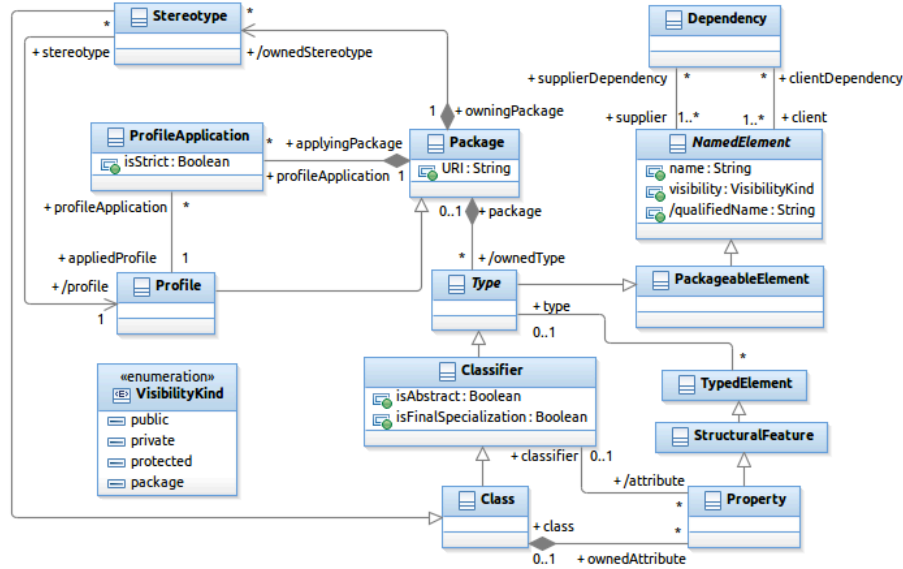 Stereotype
*
*
+ stereotype
+ /ownedStereotype
Dependency
+ supplierDependency
*
*
+ clientDependency
1
+ owningPackage
+ supplier
1..*
1..*
+ client
ProfileApplication
isStrict : Boolean
*
+ applyingPackage
+ profileApplication
1
Package
URI : String
NamedElement
name : String
visibility : VisibilityKind
/qualifiedName : String
+ profileApplication
*
0..1
+ package
+ appliedProfile
1
*
+ /ownedType
+ /profile
1
Profile
Type
PackageableElement
+ type
0..1
*
«enumeration»
VisibilityKind
public
private
protected
package
Classifier
isAbstract : Boolean
isFinalSpecialization : Boolean
TypedElement
StructuralFeature
+ classifier
0..1
+ /attribute
*
Class
Property
+ class
*
0..1
+ ownedAttribute